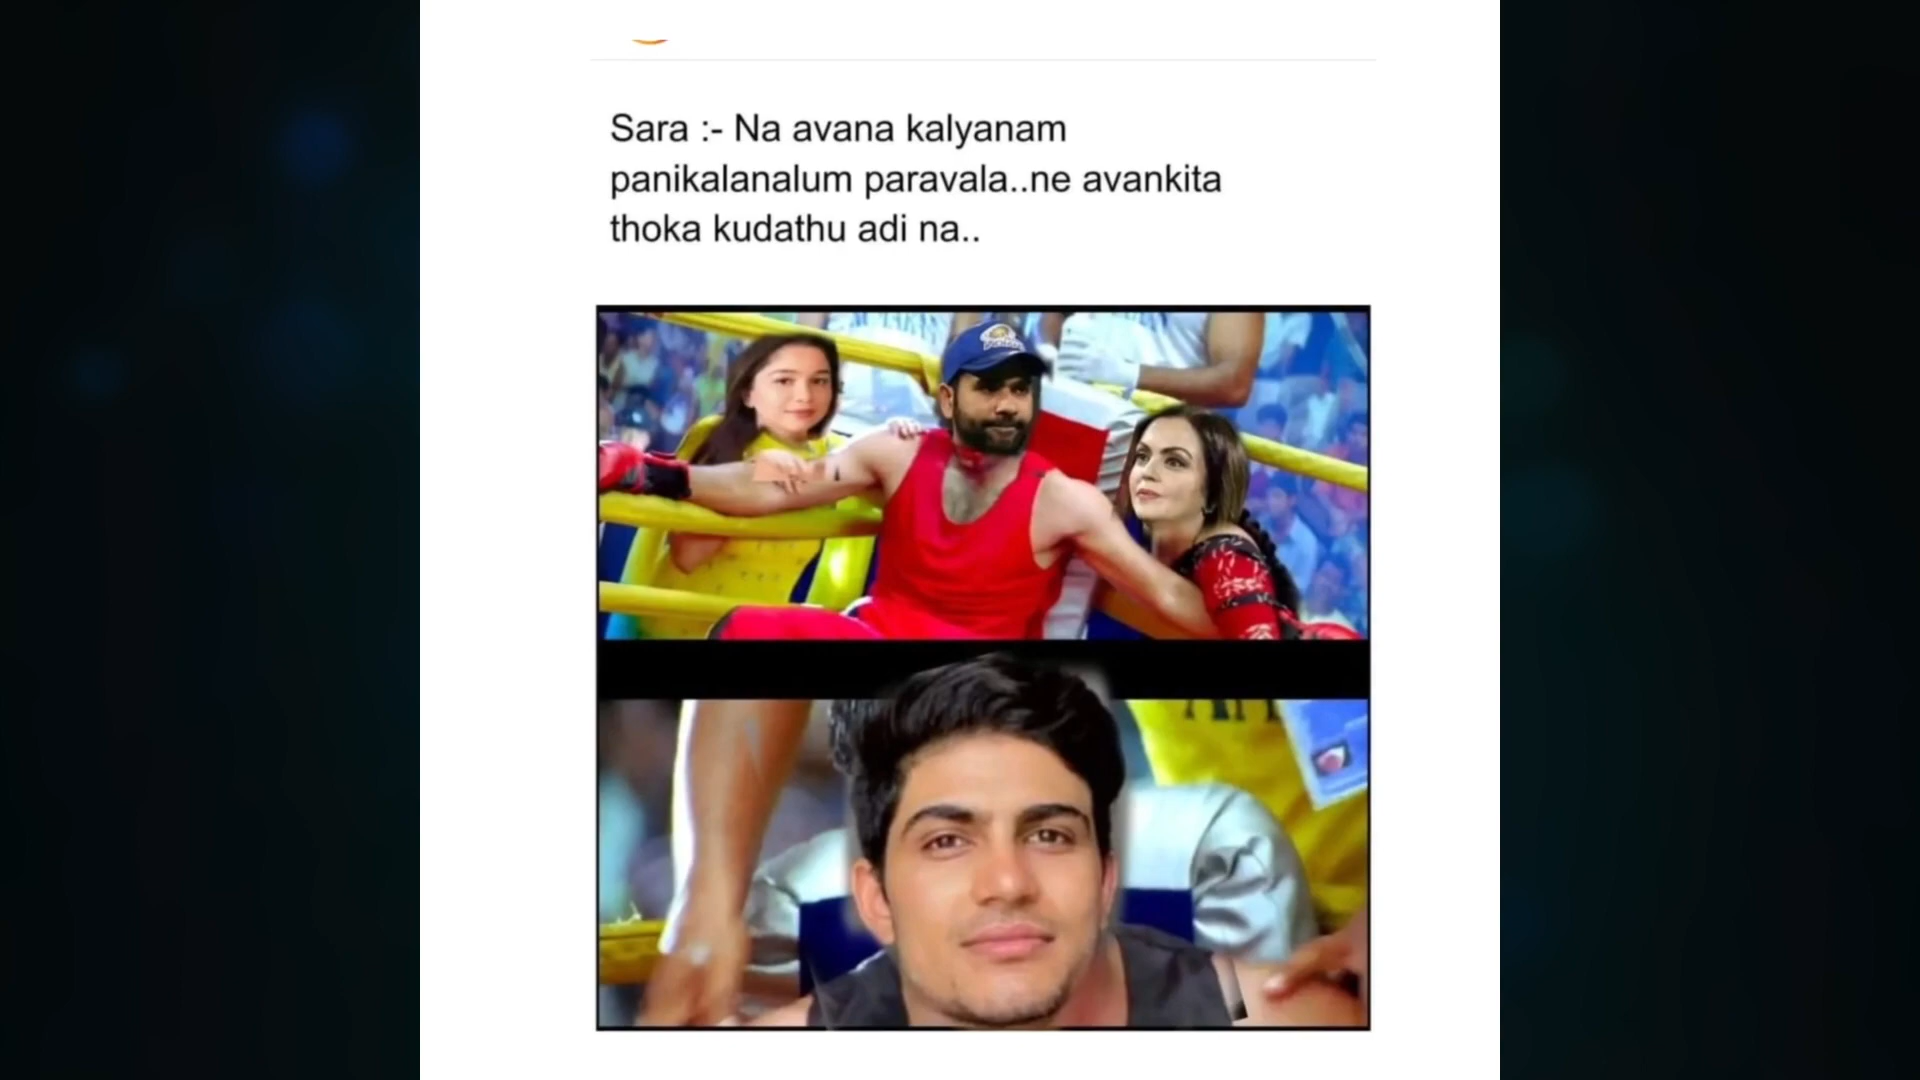 Sara :- Na avana kalyanam
panikalanalum paravala..ne avankita
thoka kudathu adi na..